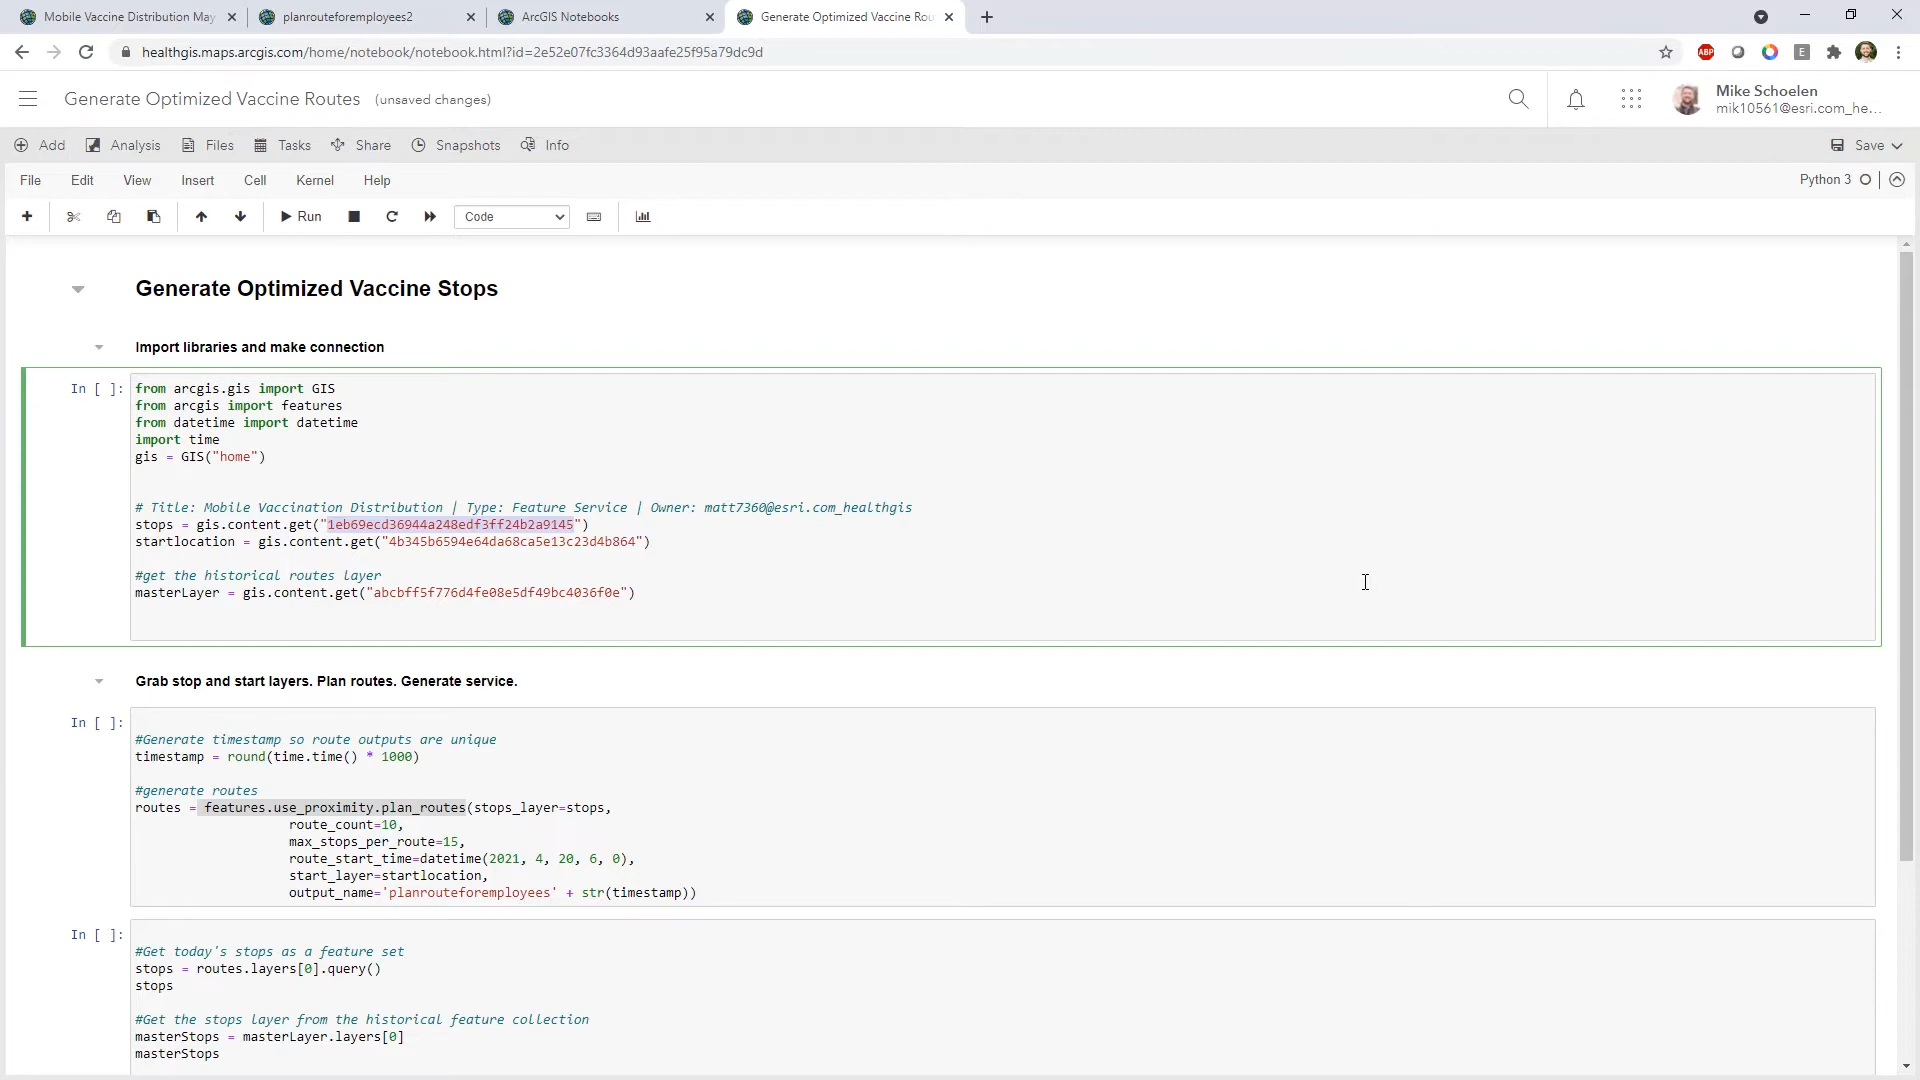 Mobile Vaccine Distribution May
planrouteforemployees2
ArcGIS Notebooks
Generate Optimized Vaccine Rou
healthgis.maps.arcgis.com/home/notebook/notebook.html?id=2e52e07fc3364d93aafe25f95a79dc9d
ABP
E
Generate Optimized Vaccine Routes (unsaved changes)
Mike Schoelen
mik10561@esri.com_he...
Add Analysis Files Tasks Share Snapshots Info
Save
File Edit View Insert Cell Kernel Help
Python 3
Run
Code
Generate Optimized Vaccine Stops
Import libraries and make connection
In [ ]:
from arcgis.gis import GIS
from arcgis import features
from datetime import datetime
import time
gis = GIS("home")
# Title: Mobile Vaccination Distribution | Type: Feature Service | Owner: matt7360@esri.com_healthgis
stops = gis.content.get("1eb69ecd36944a248edf3ff24b2a9145")
startlocation = gis.content.get("4b345b6594e64da68ca5e13c23d4b864")
#get the historical routes layer
masterLayer = gis.content.get("abcbff5f776d4fe08e5df49bc4036f0e")
Grab stop and start layers. Plan routes. Generate service.
In [ ]:
#Generate timestamp so route outputs are unique
timestamp = round(time.time() * 1000)
#generate routes
routes = features.use_proximity.plan_routes(stops_layer=stops,
route_count=10,
max_stops_per_route=15,
route_start_time=datetime(2021, 4, 20, 6, 0),
start_layer=startlocation,
output_name='planrouteforemployees' + str(timestamp))
In [ ]:
#Get today's stops as a feature set
stops = routes.layers[0].query()
stops
#Get the stops layer from the historical feature collection
masterStops = masterLayer.layers[0]
masterStops